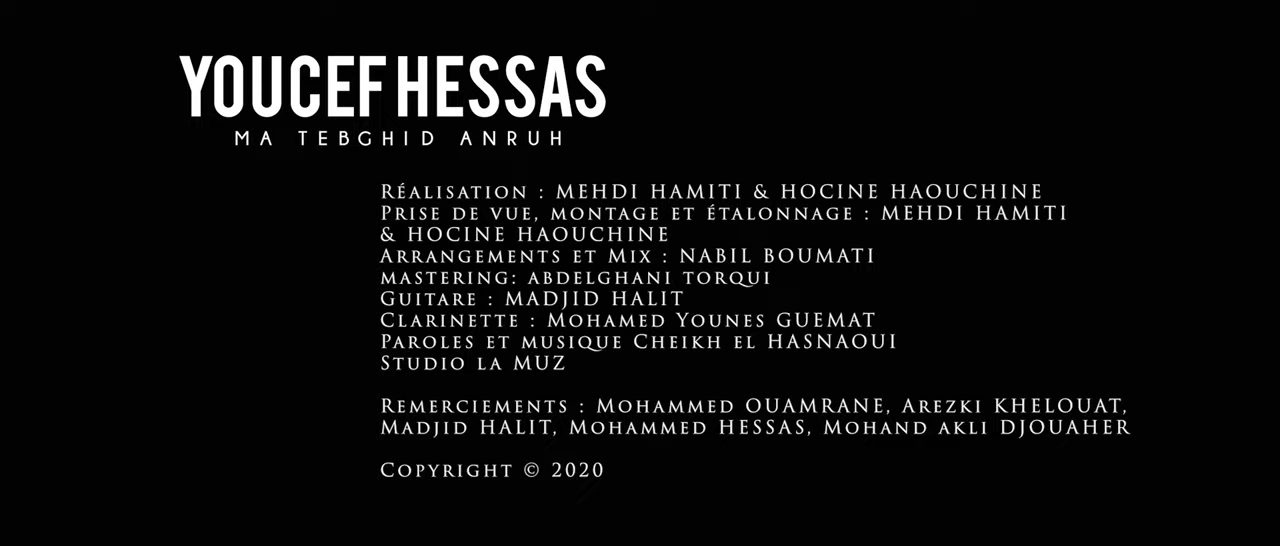 YOUCEF HESSAS
MA TEBGHID ANRUH
Réalisation : MEHDI HAMITI & HOCINE HAOUCHINE
Prise de vue, montage et étalonnage : MEHDI HAMITI
& HOCINE HAOUCHINE
Arrangements et Mix : NABIL BOUMATI
mastering: abdelghani torqui
Guitare : MADJID HALIT
Clarinette : Mohamed Younes GUEMAT
Paroles et musique Cheikh el HASNAOUI
Studio la MUZ
Remerciements : Mohammed OUAMRANE, Arezki KHELOUAT,
Madjid HALIT, Mohammed HESSAS, Mohand akli DJOUAHER
Copyright © 2020